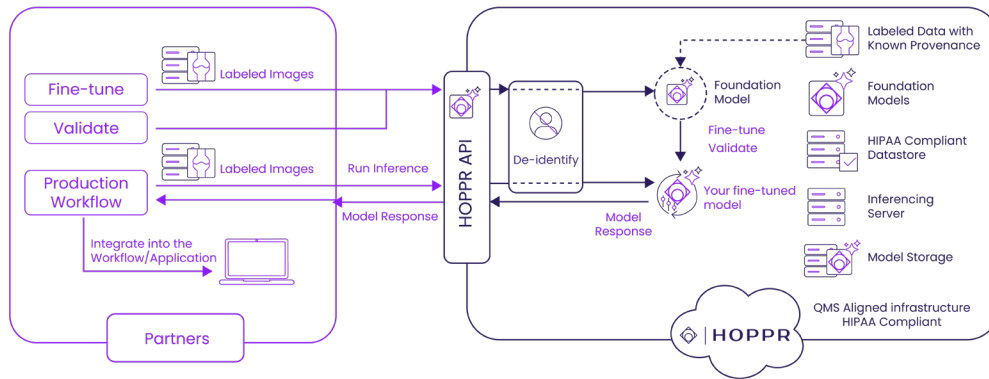 Labeled Images
Fine-tune
Validate
Labeled Images
Production
Workflow
Run Inference
Model Response
Integrate into the
Workflow/Application
Partners
HOPPR API
De-identify
Foundation
Model
Fine-tune
Validate
Your fine-tuned
model
Model
Response
Labeled Data with
Known Provenance
Foundation
Models
HIPAA Compliant
Datastore
Inferencing
Server
Model Storage
QMS Aligned infrastructure
HIPAA Compliant
HOPPR